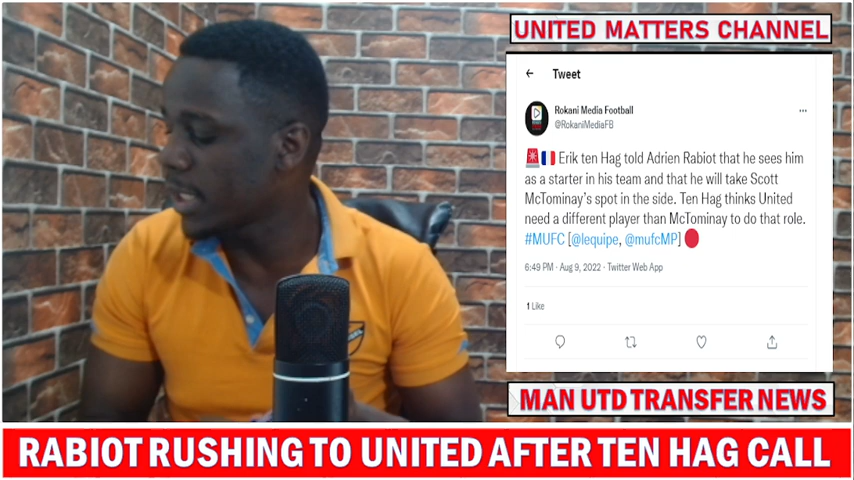 UNITED MATTERS CHANNEL
Tweet
Rokani Media Football
@RokaniMediaFB
Erik ten Hag told Adrien Rabiot that he sees him
as a starter in his team and that he will take Scott
McTominay's spot in the side. Ten Hag thinks United
need a different player than McTominay to do that role.
#MUFC [@lequipe, @mufcMP]
6:49 PM · Aug 9, 2022 · Twitter Web App
1 Like
MAN UTD TRANSFER NEWS
RABIOT RUSHING TO UNITED AFTER TEN HAG CALL